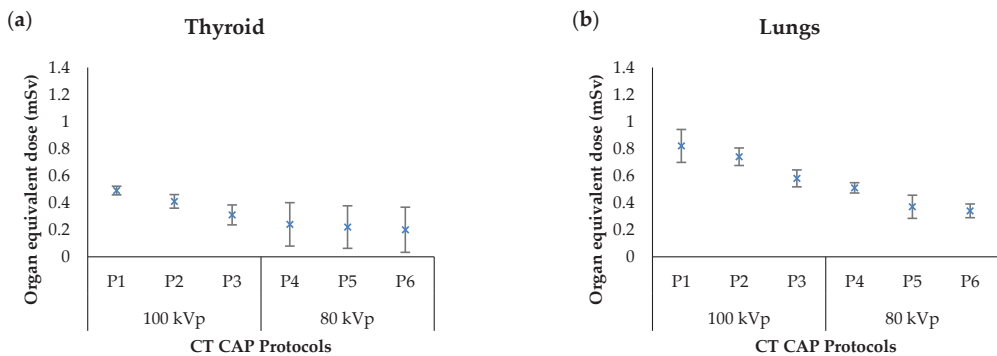 (a)
Thyroid
Organ equivalent dose (mSv)
1.4
1.2
1
0.8
0.6
0.4
0.2
0
P1 P2 P3 P4 P5 P6
100 kVp 80 kVp
CT CAP Protocols
(b)
Lungs
Organ equivalent dose (mSv)
1.4
1.2
1
0.8
0.6
0.4
0.2
0
P1 P2 P3 P4 P5 P6
100 kVp 80 kVp
CT CAP Protocols